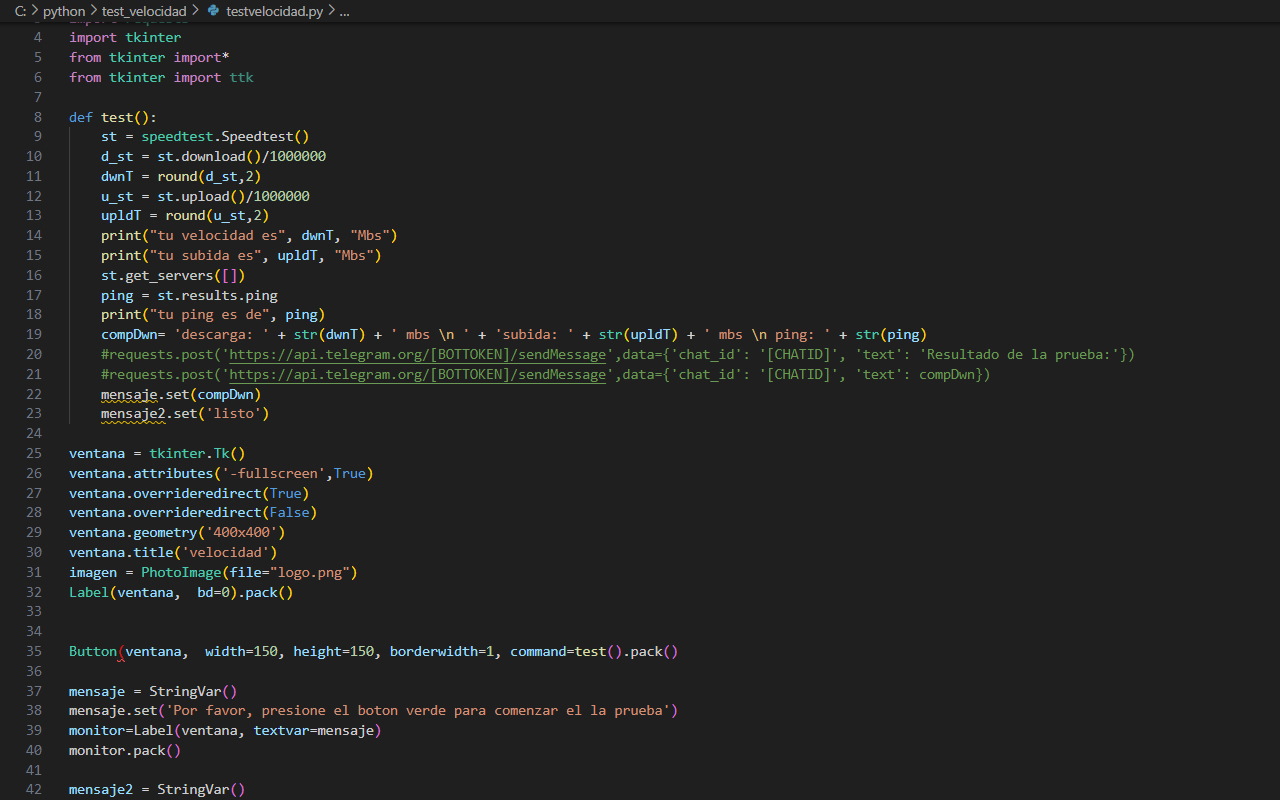 C: > python > test_velocidad > testvelocidad.py > ...
4 import tkinter
5 from tkinter import*
6 from tkinter import ttk
7
8 def test():
9 st = speedtest.Speedtest()
10 d_st = st.download()/1000000
11 dwnT = round(d_st,2)
12 u_st = st.upload()/1000000
13 upldT = round(u_st,2)
14 print("tu velocidad es", dwnT, "Mbs")
15 print("tu subida es", upldT, "Mbs")
16 st.get_servers([])
17 ping = st.results.ping
18 print("tu ping es de", ping)
19 compDwn= 'descarga: ' + str(dwnT) + ' mbs \n ' + 'subida: ' + str(upldT) + ' mbs \n ping: ' + str(ping)
20 #requests.post('https://api.telegram.org/[BOTTOKEN]/sendMessage',data={'chat_id': '[CHATID]', 'text': 'Resultado de la prueba:'})
21 #requests.post('https://api.telegram.org/[BOTTOKEN]/sendMessage',data={'chat_id': '[CHATID]', 'text': compDwn})
22 mensaje.set(compDwn)
23 mensaje2.set('listo')
24
25 ventana = tkinter.Tk()
26 ventana.attributes('-fullscreen',True)
27 ventana.overrideredirect(True)
28 ventana.overrideredirect(False)
29 ventana.geometry('400x400')
30 ventana.title('velocidad')
31 imagen = PhotoImage(file="logo.png")
32 Label(ventana,  bd=0).pack()
33
34
35 Button(ventana,  width=150, height=150, borderwidth=1, command=test().pack()
36
37 mensaje = StringVar()
38 mensaje.set('Por favor, presione el boton verde para comenzar el la prueba')
39 monitor=Label(ventana, textvar=mensaje)
40 monitor.pack()
41
42 mensaje2 = StringVar()